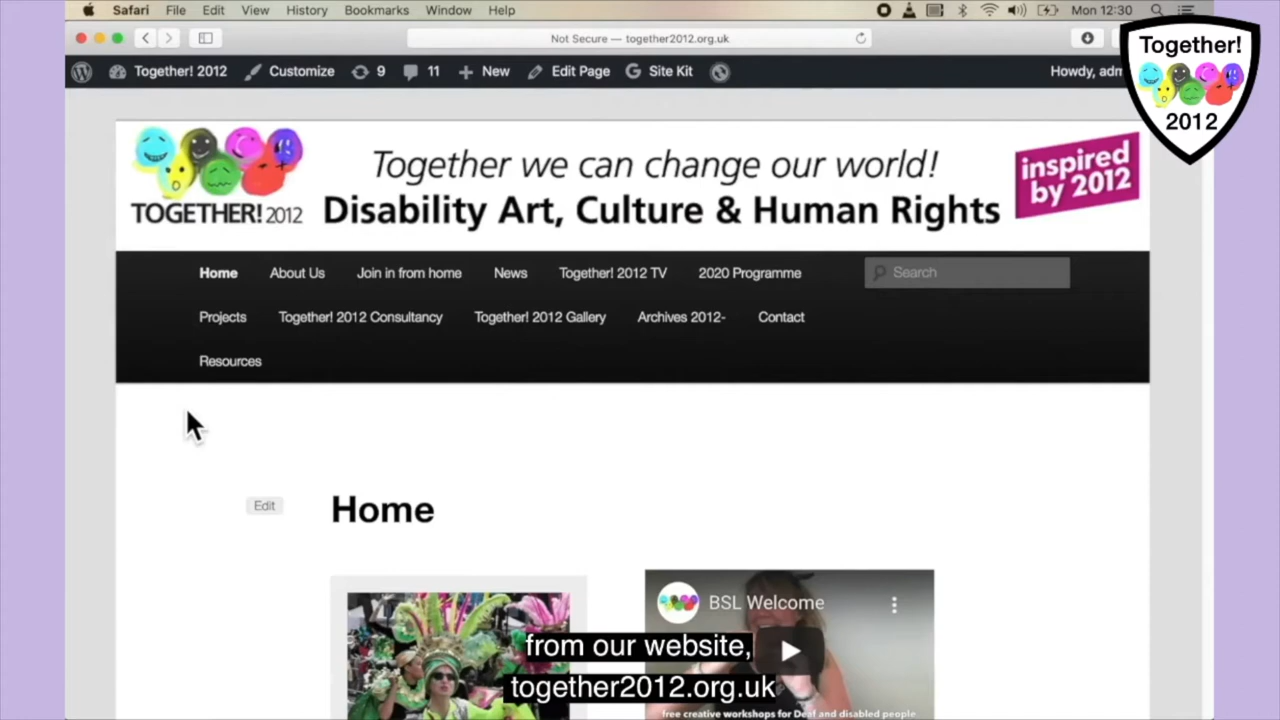 Safari File Edit View History Bookmarks Window Help Mon 12:30
Not Secure — together2012.org.uk
Together! 2012 Customize 9 11 New Edit Page Site Kit Howdy, adm
Together!
2012
TOGETHER! 2012
Together we can change our world!
Disability Art, Culture & Human Rights
inspired
by 2012
Home About Us Join in from home News Together! 2012 TV 2020 Programme Search
Projects Together! 2012 Consultancy Together! 2012 Gallery Archives 2012- Contact
Resources
Edit Home
BSL Welcome
from our website,
together2012.org.uk
free creative workshops for Deaf and disabled people